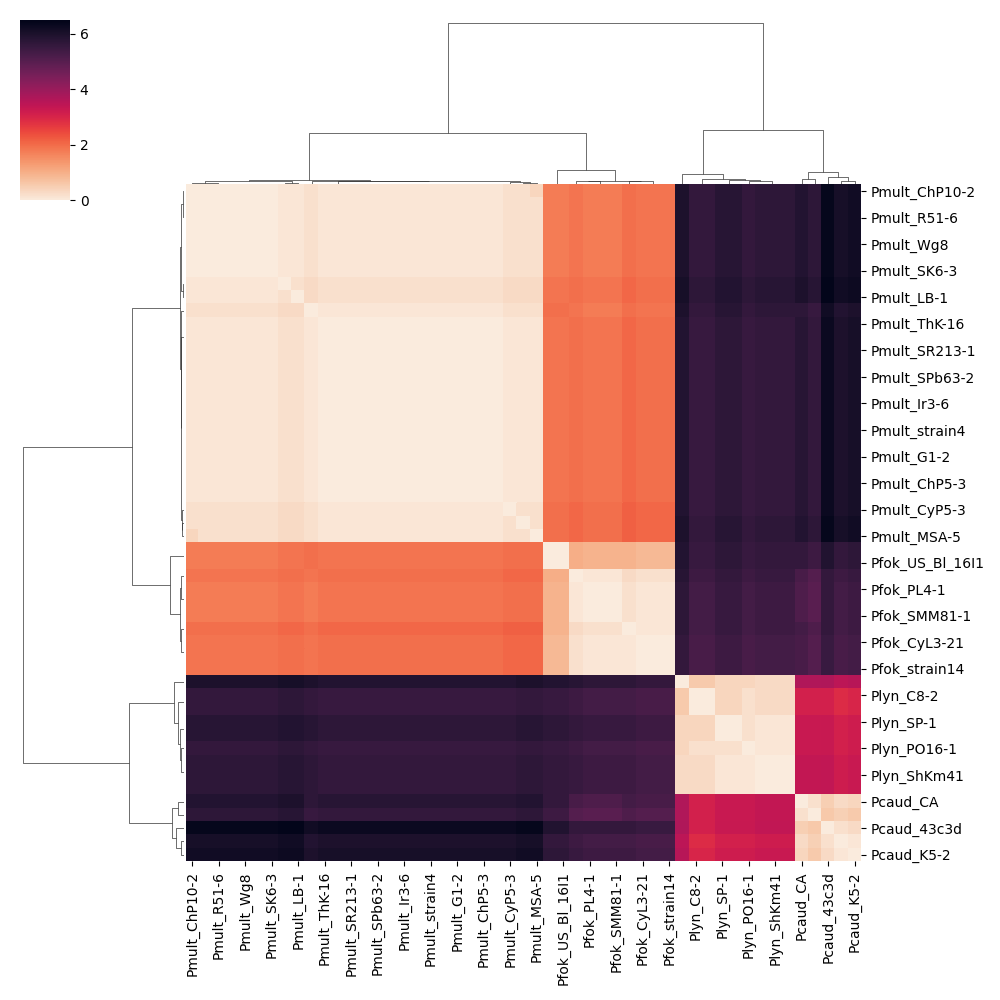 6
4
2
0
Pmult_ChP10-2
Pmult_R51-6
Pmult_Wg8
Pmult_SK6-3
Pmult_LB-1
Pmult_ThK-16
Pmult_SR213-1
Pmult_SPb63-2
Pmult_Ir3-6
Pmult_strain4
Pmult_G1-2
Pmult_ChP5-3
Pmult_CyP5-3
Pmult_MSA-5
Pfok_US_Bl_16I1
Pfok_PL4-1
Pfok_SMM81-1
Pfok_CyL3-21
Pfok_strain14
Plyn_C8-2
Plyn_SP-1
Plyn_PO16-1
Plyn_ShKm41
Pcaud_CA
Pcaud_43c3d
Pcaud_K5-2
Pmult_ChP10-2
Pmult_R51-6
Pmult_Wg8
Pmult_SK6-3
Pmult_LB-1
Pmult_ThK-16
Pmult_SR213-1
Pmult_SPb63-2
Pmult_Ir3-6
Pmult_strain4
Pmult_G1-2
Pmult_ChP5-3
Pmult_CyP5-3
Pmult_MSA-5
Pfok_US_Bl_16I1
Pfok_PL4-1
Pfok_SMM81-1
Pfok_CyL3-21
Pfok_strain14
Plyn_C8-2
Plyn_SP-1
Plyn_PO16-1
Plyn_ShKm41
Pcaud_CA
Pcaud_43c3d
Pcaud_K5-2